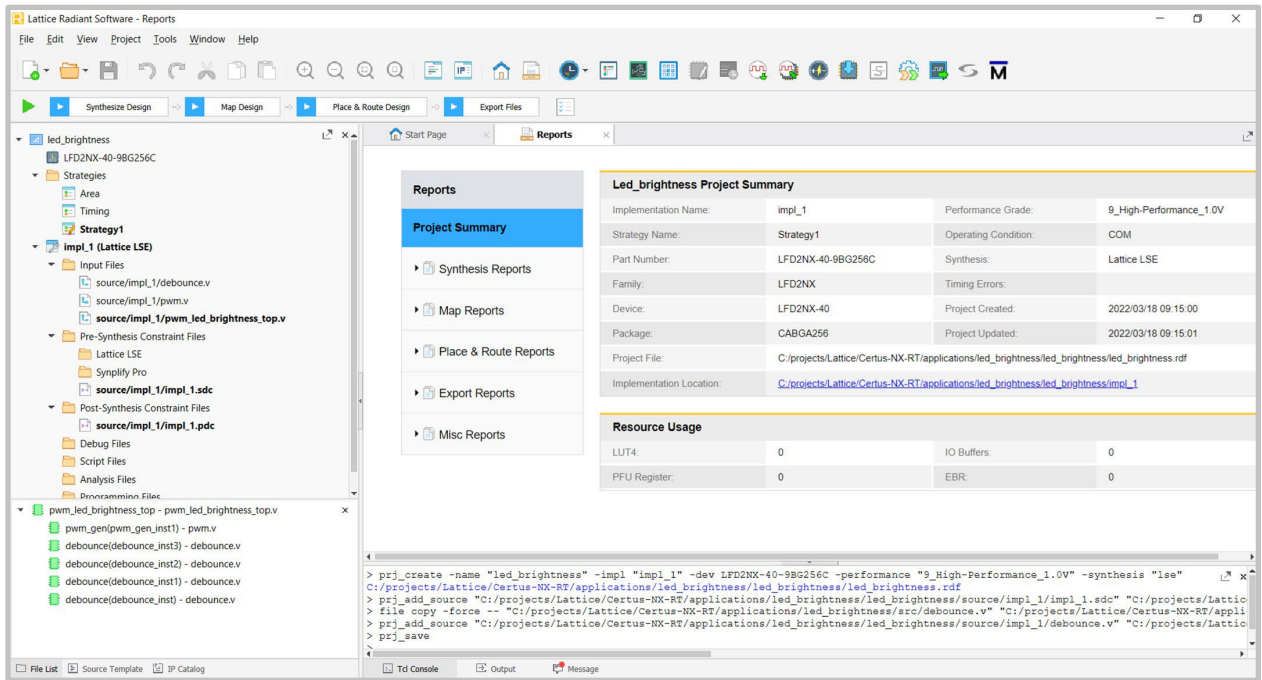 Lattice Radiant Software - Reports
File Edit View Project Tools Window Help
Synthesize Design Map Design Place & Route Design Export Files
led_brightness
LFD2NX-40-9BG256C
Strategies
Area
Timing
Strategy1
impl_1 (Lattice LSE)
Input Files
source/impl_1/debounce.v
source/impl_1/pwm.v
source/impl_1/pwm_led_brightness_top.v
Pre-Synthesis Constraint Files
Lattice LSE
Synplify Pro
source/impl_1/impl_1.sdc
Post-Synthesis Constraint Files
source/impl_1/impl_1.pdc
Debug Files
Script Files
Analysis Files
Programming Files
pwm_led_brightness_top - pwm_led_brightness_top.v
pwm_gen(pwm_gen_inst1) - pwm.v
debounce(debounce_inst3) - debounce.v
debounce(debounce_inst2) - debounce.v
debounce(debounce_inst1) - debounce.v
debounce(debounce_inst) - debounce.v
File List Source Template IP Catalog
Start Page Reports
Reports
Project Summary
Synthesis Reports
Map Reports
Place & Route Reports
Export Reports
Misc Reports
Led_brightness Project Summary
Implementation Name: impl_1 Performance Grade: 9_High-Performance_1.0V
Strategy Name: Strategy1 Operating Condition: COM
Part Number: LFD2NX-40-9BG256C Synthesis: Lattice LSE
Family: LFD2NX Timing Errors:
Device: LFD2NX-40 Project Created: 2022/03/18 09:15:00
Package: CABGA256 Project Updated: 2022/03/18 09:15:01
Project File: C:/projects/Lattice/Certus-NX-RT/applications/led_brightness/led_brightness/led_brightness.rdf
Implementation Location: C:/projects/Lattice/Certus-NX-RT/applications/led_brightness/led_brightness/impl_1
Resource Usage
LUT4: 0 IO Buffers: 0
PFU Register: 0 EBR: 0
> prj_create -name "led_brightness" -impl "impl_1" -dev LFD2NX-40-9BG256C -performance "9_High-Performance_1.0V" -synthesis "lse"
C:/projects/Lattice/Certus-NX-RT/applications/led_brightness/led_brightness/led_brightness.rdf
> prj_add_source "C:/projects/Lattice/Certus-NX-RT/applications/led_brightness/led_brightness/source/impl_1/impl_1.sdc" "C:/projects/Lattic
> file copy -force -- "C:/projects/Lattice/Certus-NX-RT/applications/led_brightness/src/debounce.v" "C:/projects/Lattice/Certus-NX-RT/appli
> prj_add_source "C:/projects/Lattice/Certus-NX-RT/applications/led_brightness/led_brightness/source/impl_1/debounce.v" "C:/projects/Lattic
> prj_save
>
Tcl Console Output Message